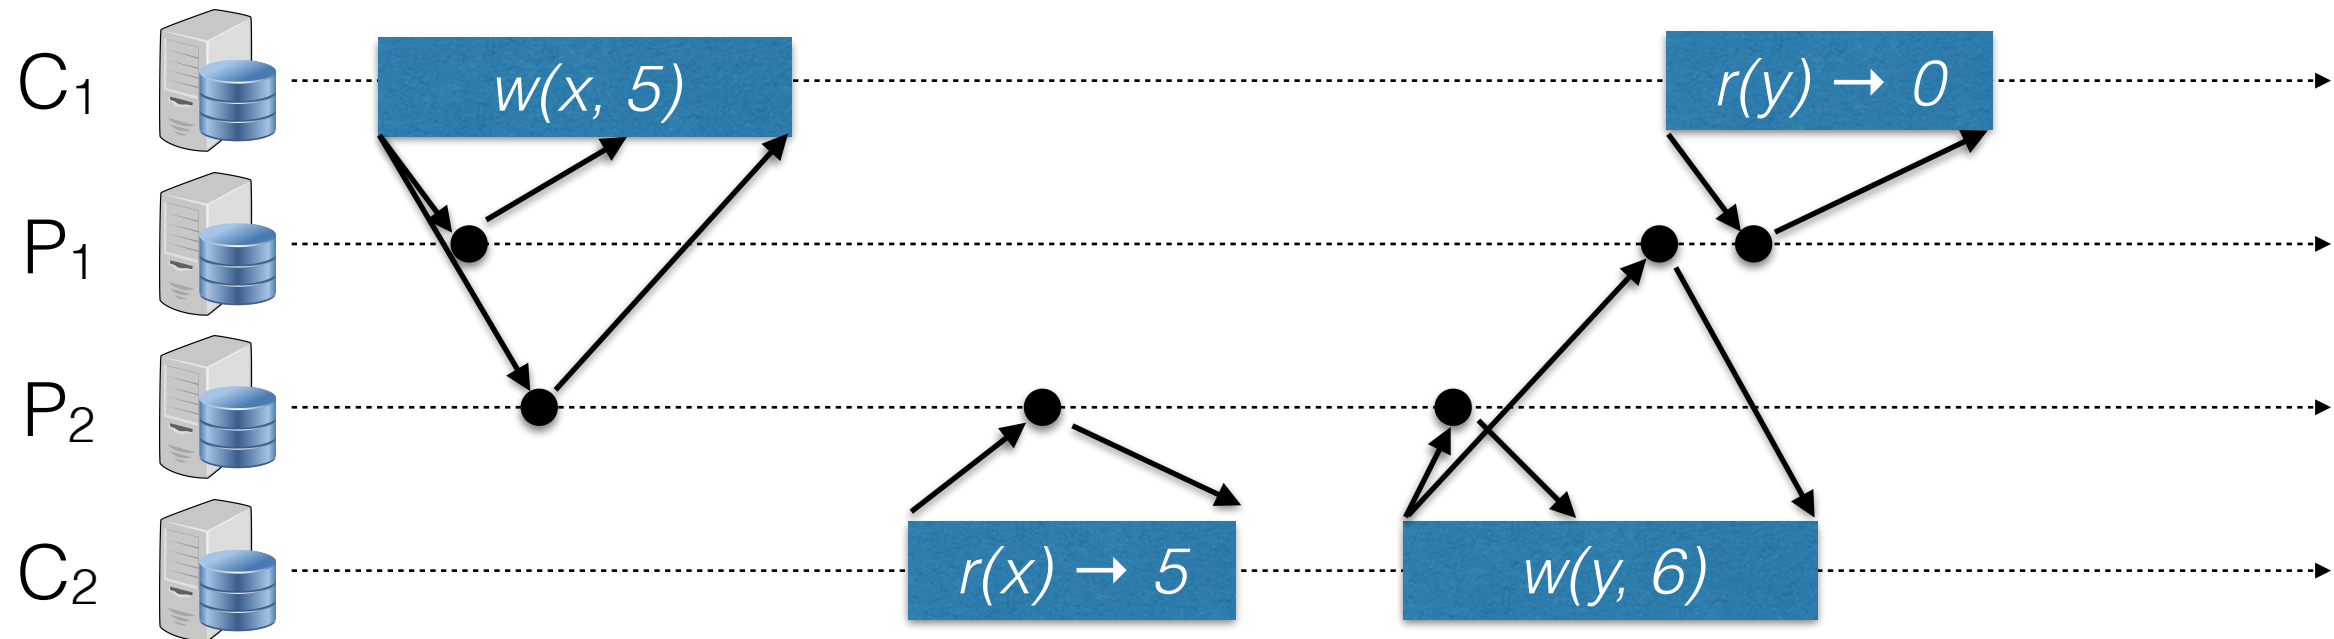 C1 w(x, 5) r(y) → 0
P1
P2
C2 r(x) → 5 w(y, 6)